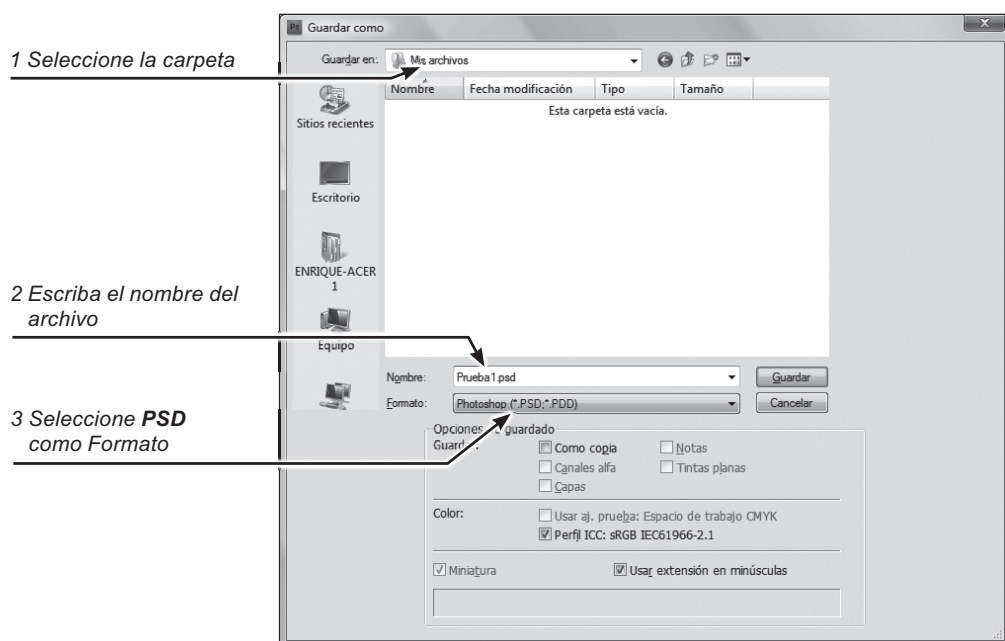 Ps Guardar como
1 Seleccione la carpeta
Guardar en: Mis archivos
Nombre Fecha modificación Tipo Tamaño
Esta carpeta está vacía.
Sitios recientes
Escritorio
ENRIQUE-ACER
1
2 Escriba el nombre del
archivo
Equipo
Nombre: Prueba1.psd Guardar
Formato: Photoshop (*.PSD;*.PDD) Cancelar
3 Seleccione PSD
como Formato
Opciones guardado
Como copia Notas
Canales alfa Tintas planas
Capas
Color: Usar aj. prueba: Espacio de trabajo CMYK
Perfil ICC: sRGB IEC61966-2.1
Miniatura Usar extensión en minúsculas